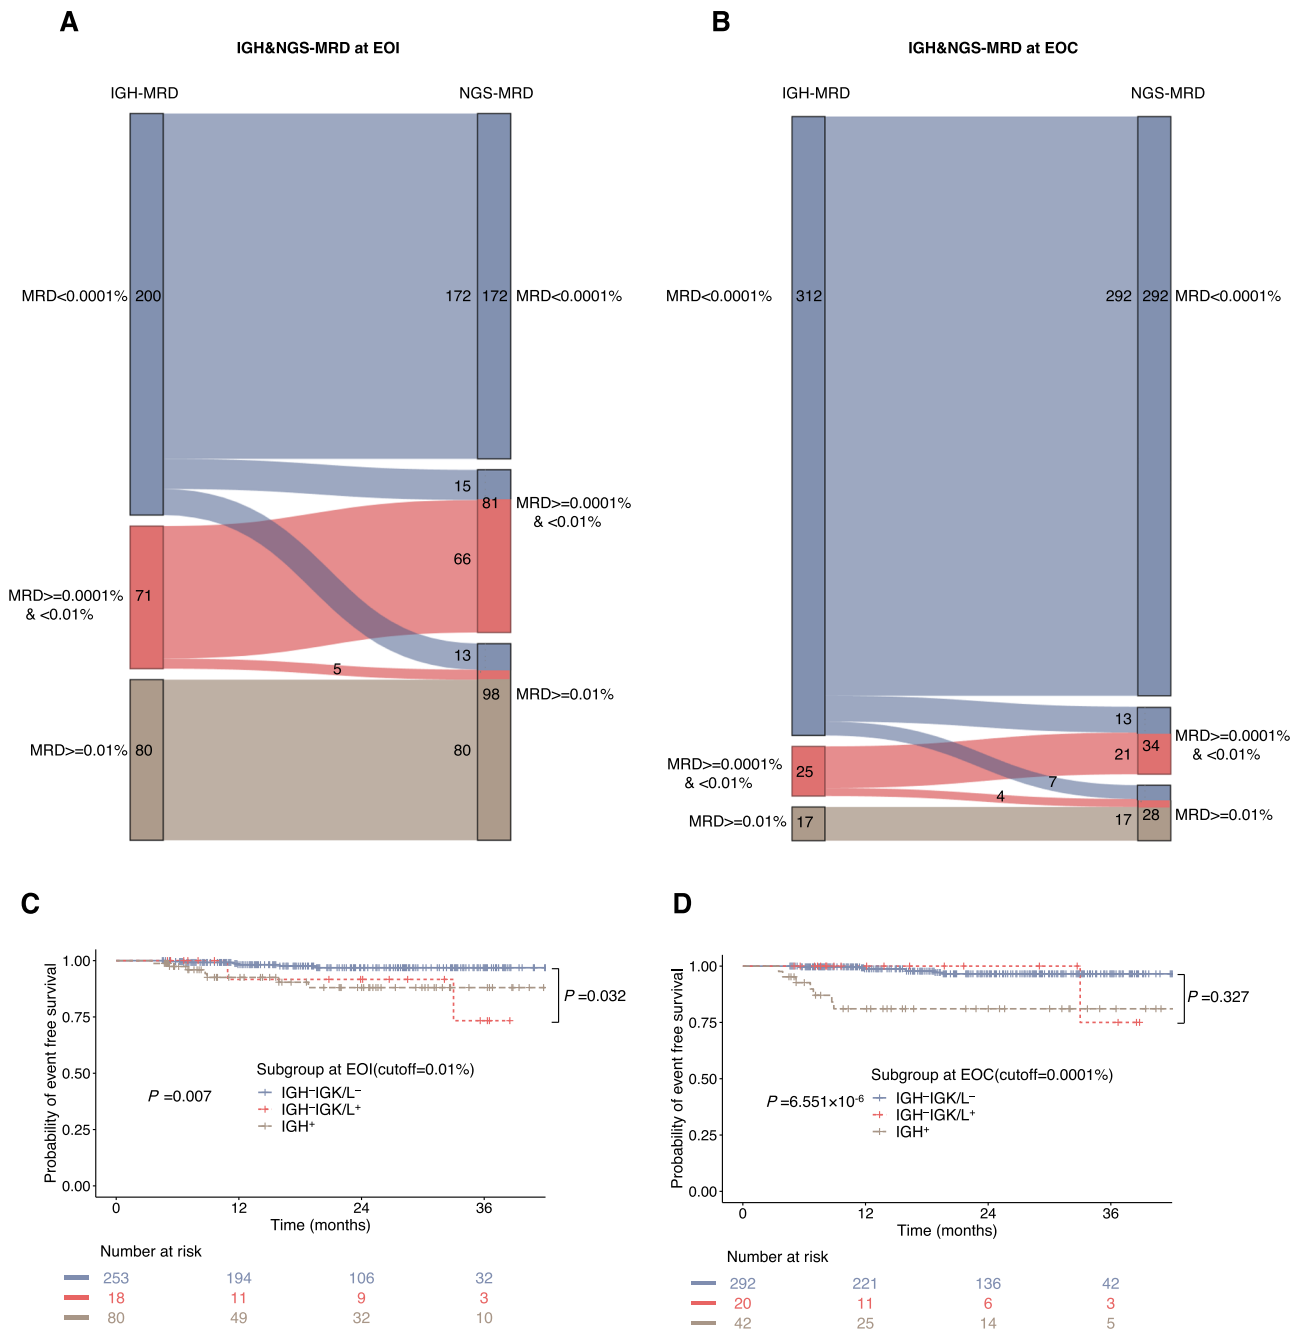 A
IGH&NGS-MRD at EOI
IGH-MRD
NGS-MRD
MRD<0.0001%
200
172
172
MRD<0.0001%
15
81
MRD>=0.0001%
& <0.01%
66
MRD>=0.0001%
& <0.01%
71
13
5
98
MRD>=0.01%
MRD>=0.01%
80
80
B
IGH&NGS-MRD at EOC
IGH-MRD
NGS-MRD
MRD<0.0001%
312
292
292
MRD<0.0001%
13
34
MRD>=0.0001%
& <0.01%
21
MRD>=0.0001%
& <0.01%
25
7
4
28
MRD>=0.01%
MRD>=0.01%
17
17
C
Probability of event free survival
1.00
0.75
0.50
0.25
0.00
P =0.032
P =0.007
Subgroup at EOI(cutoff=0.01%)
IGH⁻IGK/L⁻
IGH⁻IGK/L⁺
IGH⁺
0 12 24 36
Time (months)
Number at risk
253 194 106 32
18 11 9 3
80 49 32 10
D
Probability of event free survival
1.00
0.75
0.50
0.25
0.00
P =0.327
P =6.551×10⁻⁶
Subgroup at EOC(cutoff=0.0001%)
IGH⁻IGK/L⁻
IGH⁻IGK/L⁺
IGH⁺
0 12 24 36
Time (months)
Number at risk
292 221 136 42
20 11 6 3
42 25 14 5